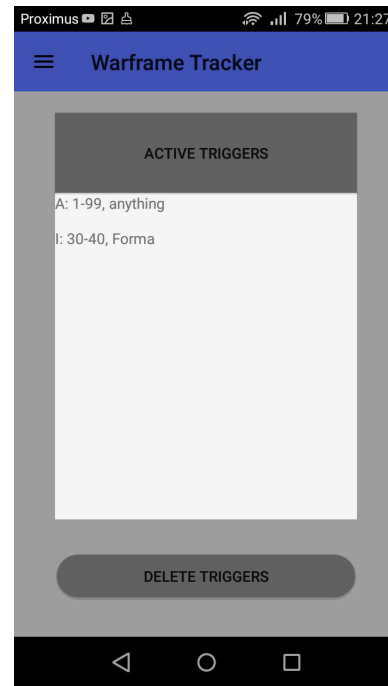 Proximus 79% 21:27
Warframe Tracker
ACTIVE TRIGGERS
A: 1-99, anything
I: 30-40, Forma
DELETE TRIGGERS